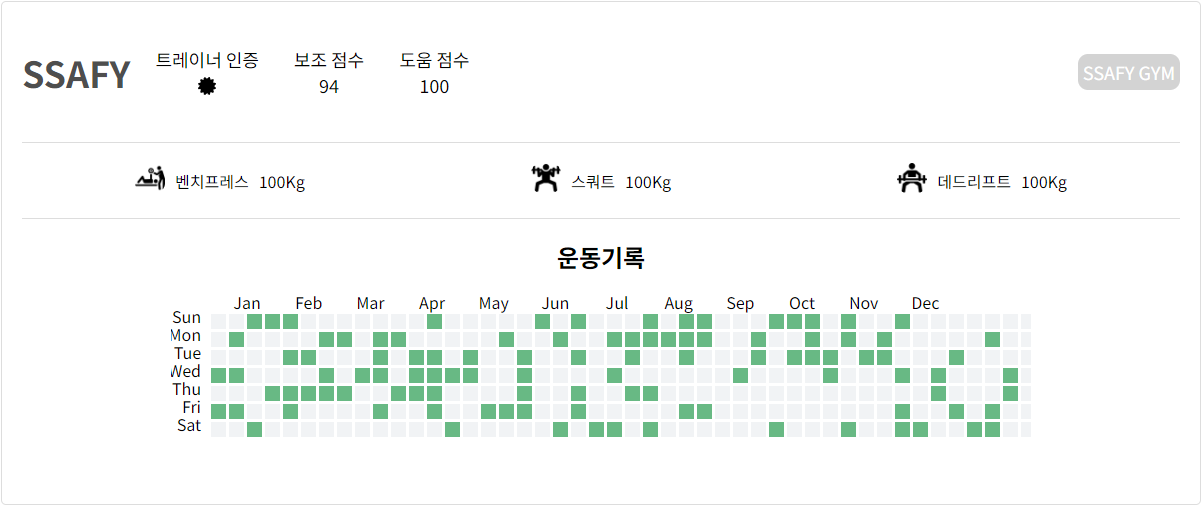 SSAFY
트레이너 인증
보조 점수
94
도움 점수
100
SSAFY GYM
벤치프레스 100Kg
스쿼트 100Kg
데드리프트 100Kg
운동기록
Jan Feb Mar Apr May Jun Jul Aug Sep Oct Nov Dec
Sun
Mon
Tue
Wed
Thu
Fri
Sat